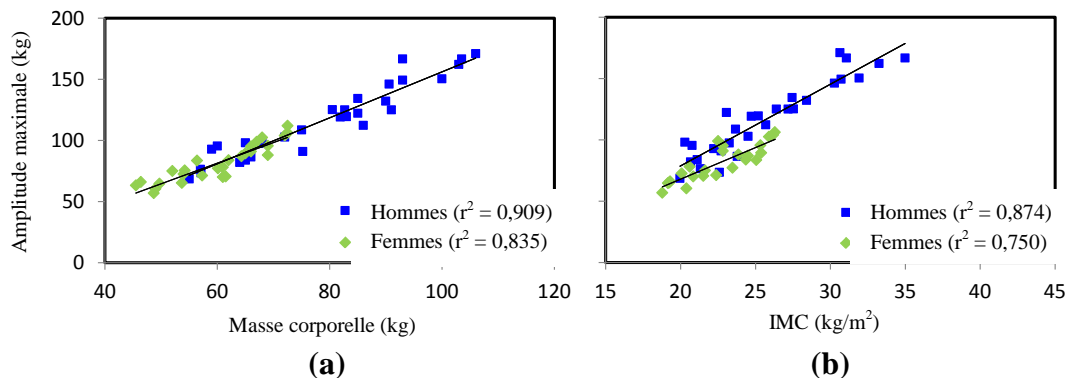 Amplitude maximale (kg)
200
150
100
50
0
40
60
80
100
120
Hommes (r² = 0,909)
Femmes (r² = 0,835)
Masse corporelle (kg)
(a)
15
20
25
30
35
40
45
Hommes (r² = 0,874)
Femmes (r² = 0,750)
IMC (kg/m²)
(b)